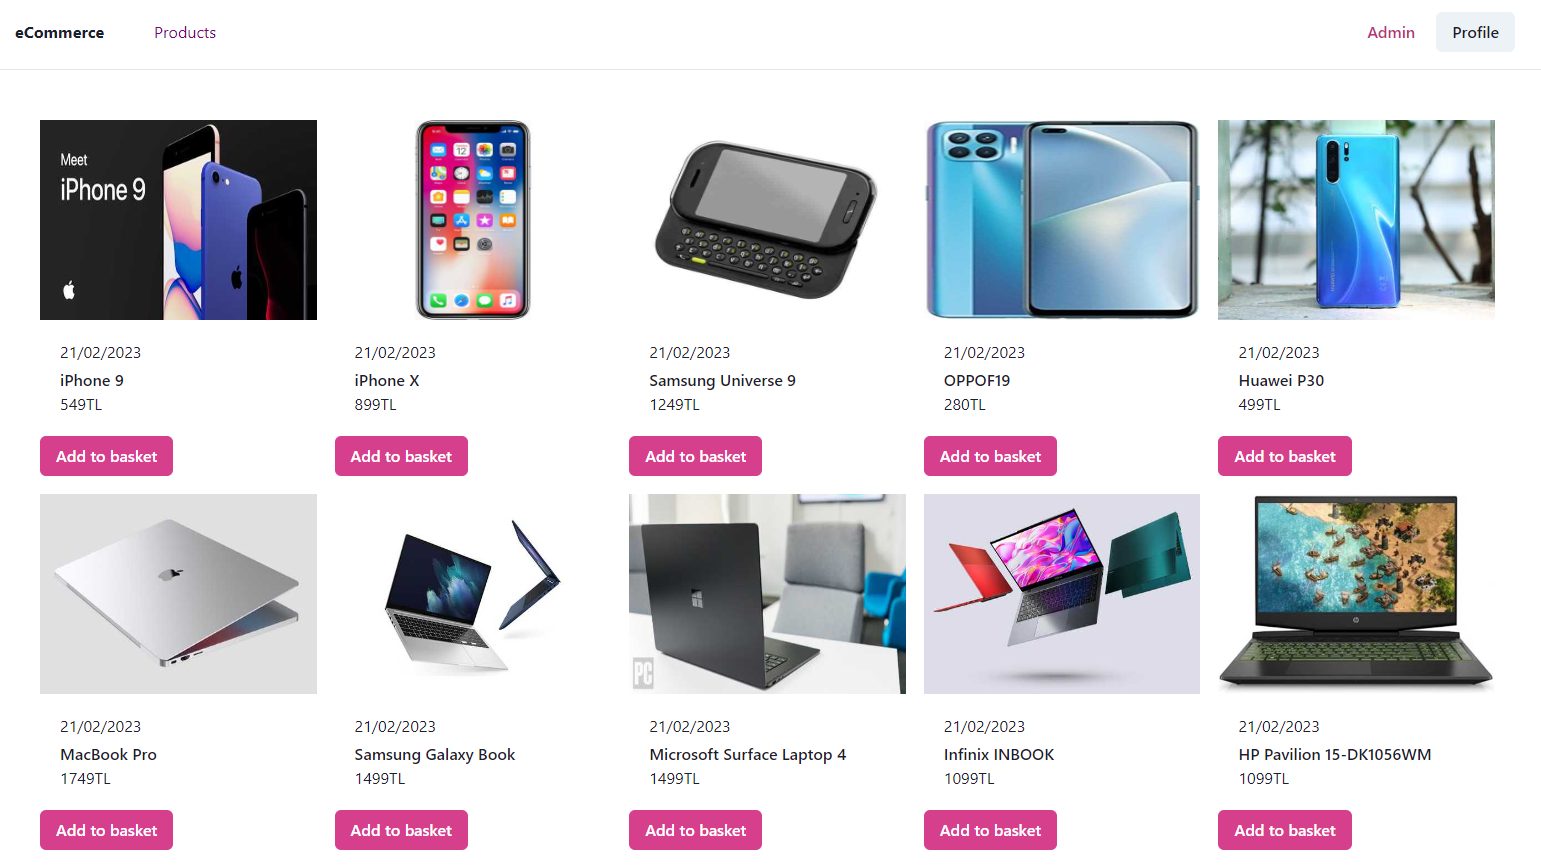 eCommerce
Products
Admin
Profile
Meet
iPhone 9
21/02/2023
iPhone 9
549TL
Add to basket
21/02/2023
iPhone X
899TL
Add to basket
21/02/2023
Samsung Universe 9
1249TL
Add to basket
21/02/2023
OPPOF19
280TL
Add to basket
21/02/2023
Huawei P30
499TL
Add to basket
PC
21/02/2023
MacBook Pro
1749TL
Add to basket
21/02/2023
Samsung Galaxy Book
1499TL
Add to basket
21/02/2023
Microsoft Surface Laptop 4
1499TL
Add to basket
21/02/2023
Infinix INBOOK
1099TL
Add to basket
21/02/2023
HP Pavilion 15-DK1056WM
1099TL
Add to basket